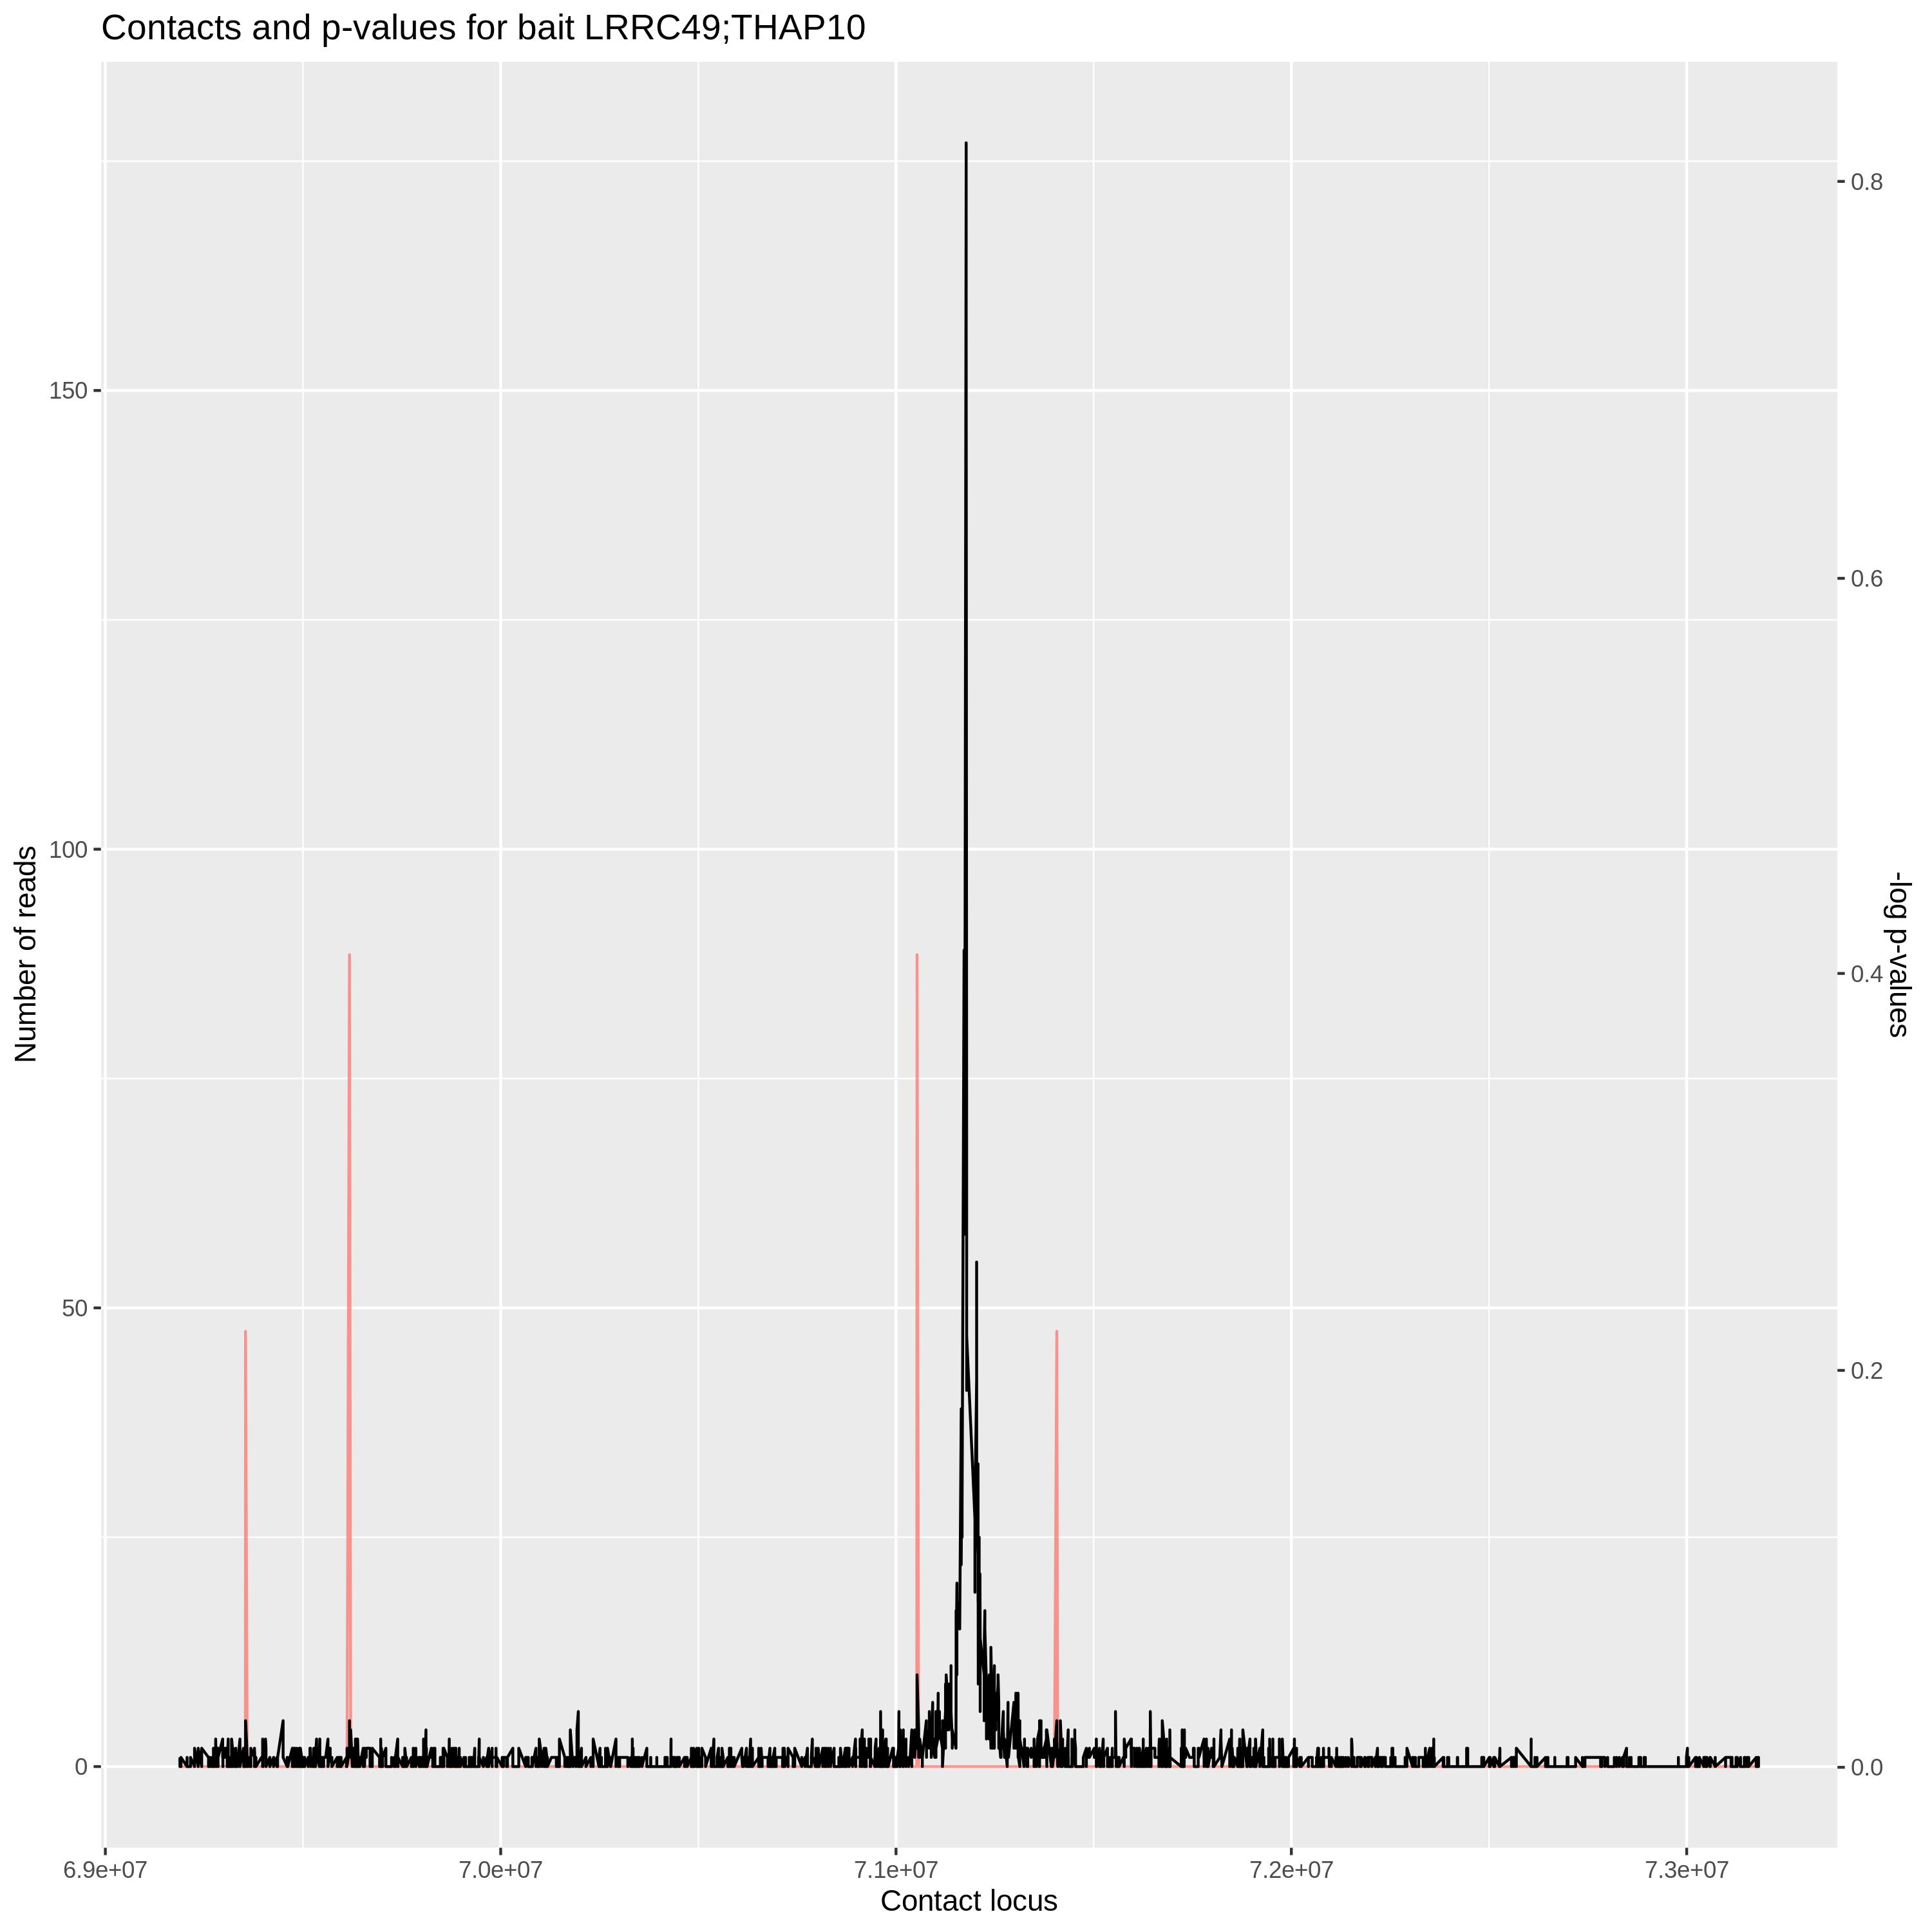 Contacts and p-values for bait LRRC49;THAP10
Number of reads
150
100
50
0
0.8
0.6
0.4
0.2
0.0
-log p-values
6.9e+07 7.0e+07 7.1e+07 7.2e+07 7.3e+07
Contact locus